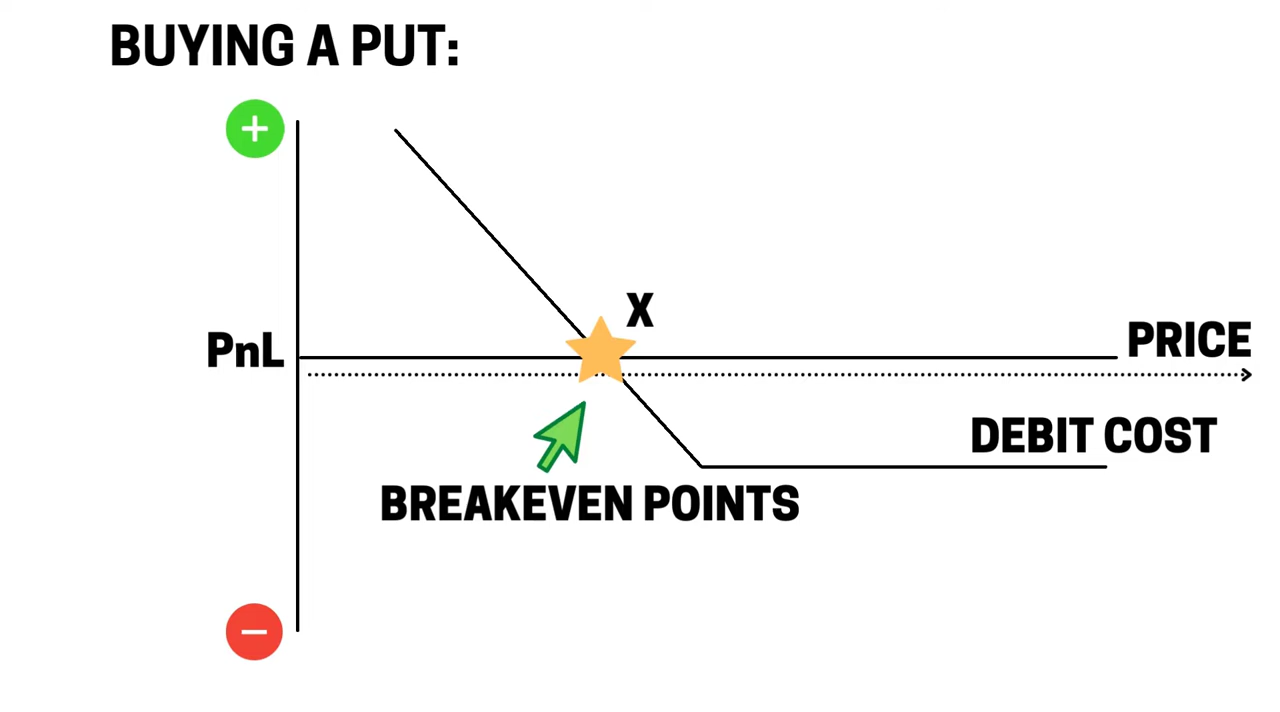 BUYING A PUT:
+
X
PnL
PRICE
DEBIT COST
BREAKEVEN POINTS
−